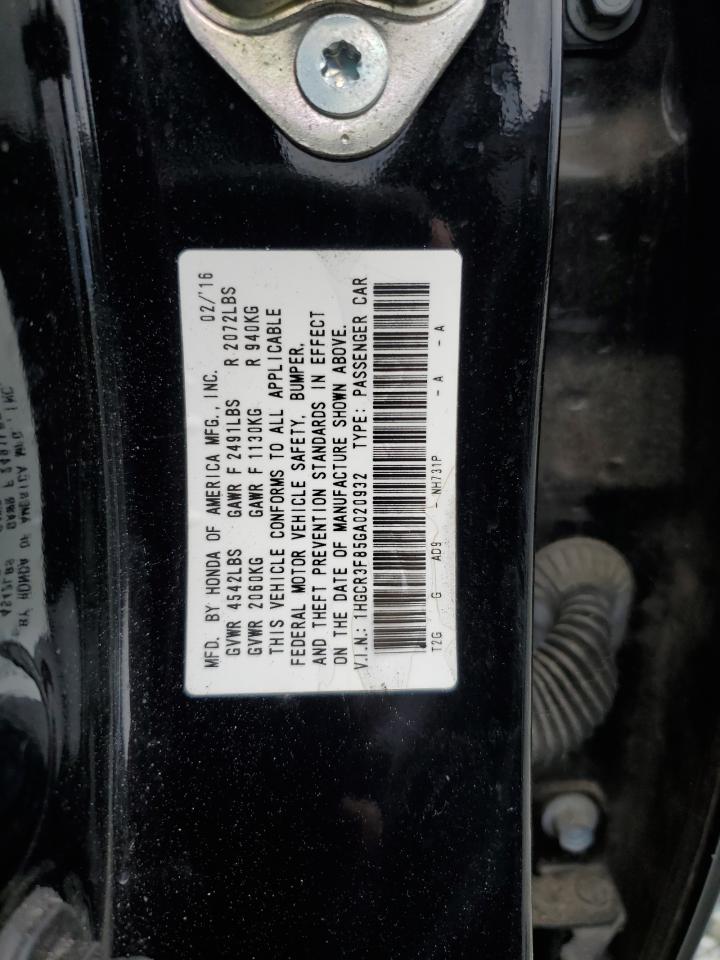 MFD. BY HONDA OF AMERICA MFG., INC. 02/'16
GVWR 4542LBS GAWR F 2491LBS R 2072LBS
GVWR 2060KG GAWR F 1130KG R 940KG
THIS VEHICLE CONFORMS TO ALL APPLICABLE
FEDERAL MOTOR VEHICLE SAFETY, BUMPER,
AND THEFT PREVENTION STANDARDS IN EFFECT
ON THE DATE OF MANUFACTURE SHOWN ABOVE.
V.I.N.: 1HGCR3F85GA020932 TYPE: PASSENGER CAR
T2G G AD9 - NH731P - A - A